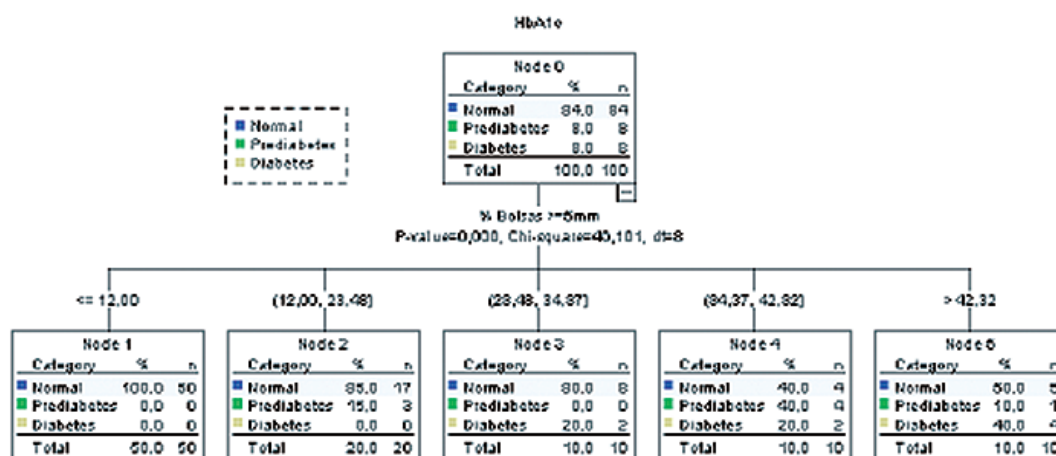 HbA1c
Node 0
Category % n
Normal 84,0 84
Prediabetes 8,0 8
Diabetes 8,0 8
Total 100,0 100
Normal
Prediabetes
Diabetes
% Bolsas >=5mm
P-value=0,000, Chi-square=40,101, df=8
<= 12,00
(12,00, 23,48]
(23,48, 34,37]
(34,37, 42,32]
> 42,32
Node 1
Category % n
Normal 100,0 50
Prediabetes 0,0 0
Diabetes 0,0 0
Total 50,0 50
Node 2
Category % n
Normal 85,0 17
Prediabetes 15,0 3
Diabetes 0,0 0
Total 20,0 20
Node 3
Category % n
Normal 80,0 8
Prediabetes 0,0 0
Diabetes 20,0 2
Total 10,0 10
Node 4
Category % n
Normal 40,0 4
Prediabetes 40,0 4
Diabetes 20,0 2
Total 10,0 10
Node 5
Category % n
Normal 50,0 5
Prediabetes 10,0 1
Diabetes 40,0 4
Total 10,0 10